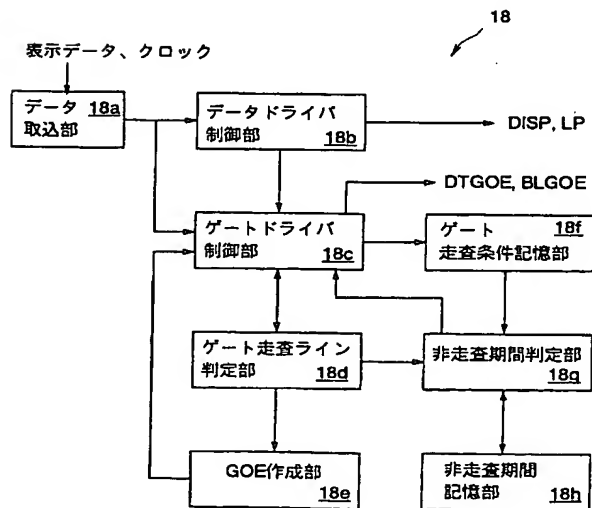 18
表示データ、クロック
データ
取込部 18a
データドライバ
制御部 18b
DISP, LP
DTGOE, BLGOE
ゲートドライバ
制御部 18c
ゲート 18f
走査条件記憶部
ゲート走査ライン
判定部 18d
非走査期間判定部
18g
GOE作成部
18e
非走査期間
記憶部 18h